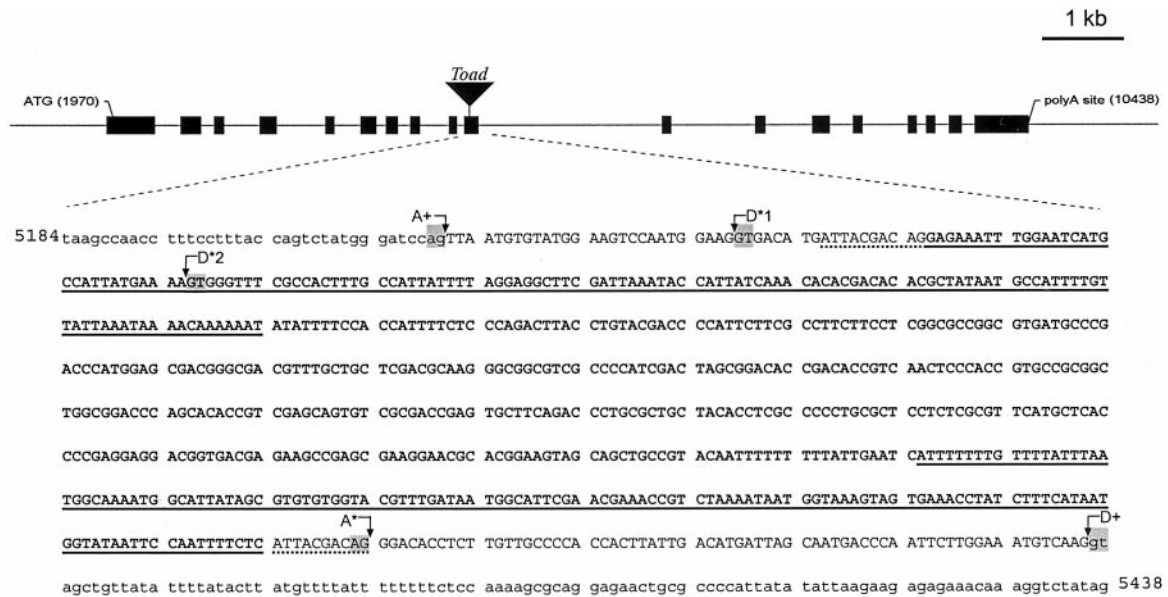 1 kb
Toad
ATG (1970)
polyA site (10438)
A+ D*1
5184 taagccaacc tttcctttac cagtctatgg gatccagTTA ATGTGTATGG AAGTCCAATG GAAGGTGACA TGATTACGAC AGGAGAAATT TGGAATCATG
D*2
CCATTATGAA AAGTGGGTTT CGCCACTTTG CCATTATTTT AGGAGGCTTC GATTAAATAC CATTATCAAA CACACGACAC ACGCTATAAT GCCATTTTGT
TATTAAATAA AACAAAAAAT ATATTTTCCA CCATTTTCTC CCAGACTTAC CTGTACGACC CCATTCTTCG CCTTCTTCCT CGGCGCCGGC GTGATGCCCG
ACCCATGGAG CGACGGGCGA CGTTTGCTGC TCGACGCAAG GGCGGCGTCG CCCCATCGAC TAGCGGACAC CGACACCGTC AACTCCCACC GTGCCGCGGC
TGGCGGACCC AGCACACCGT CGAGCAGTGT CGCGACCGAG TGCTTCAGAC CCTGCGCTGC TACACCTCGC CCCCTGCGCT CCTCTCGCGT TCATGCTCAC
CCCGAGGAGG ACGGTGACGA GAAGCCGAGC GAAGGAACGC ACGGAAGTAG CAGCTGCCGT ACAATTTTTT TTTATTGAAT CATTTTTTTG TTTTATTTAA
TGGCAAAATG GCATTATAGC GTGTGTGGTA CGTTTGATAA TGGCATTCGA ACGAAACCGT CTAAAATAAT GGTAAAGTAG TGAAACCTAT CTTTCATAAT
A* D+
GGTATAATTC CAATTTTCTC ATTACGACAG GGACACCTCT TGTTGCCCCA CCACTTATTG ACATGATTAG CAATGACCCA ATTCTTGGAA ATGTCAAGgt
agctgttata ttttatactt atgttttatt tttttttctcc aaaagcgcag gagaactgcg cccccattata tattaagaag agagaaacaa aggtctatag 5438